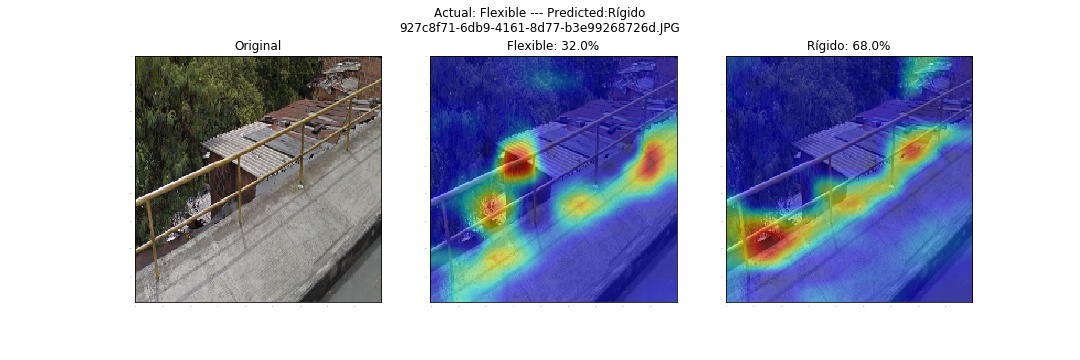 Actual: Flexible --- Predicted:Rígido
927c8f71-6db9-4161-8d77-b3e99268726d.JPG
Original
Flexible: 32.0%
Rígido: 68.0%